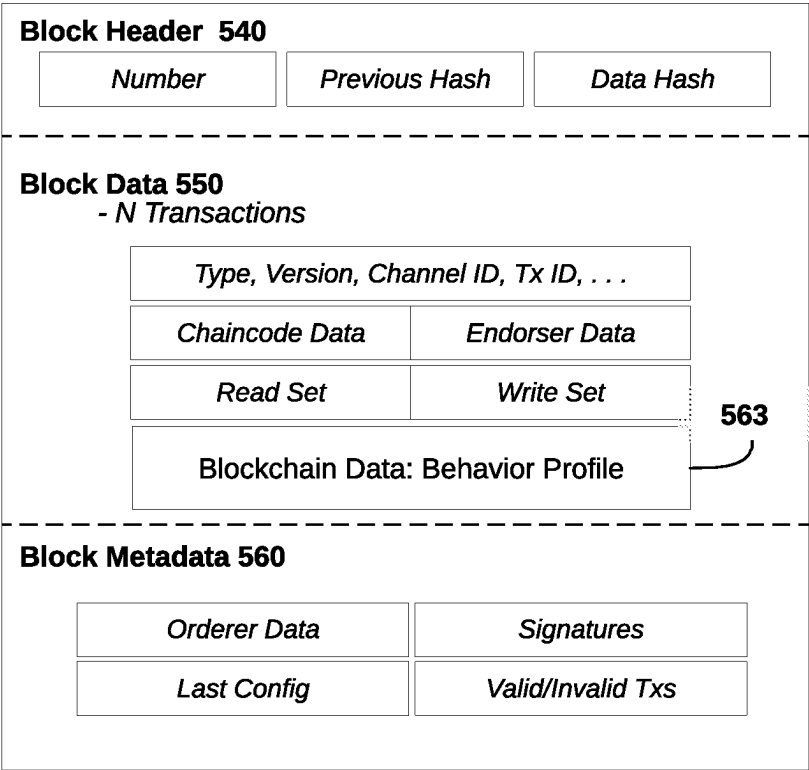 Block Header 540
Number Previous Hash Data Hash
Block Data 550
- N Transactions
Type, Version, Channel ID, Tx ID, . . .
Chaincode Data Endorser Data
Read Set Write Set
563
Blockchain Data: Behavior Profile
Block Metadata 560
Orderer Data Signatures
Last Config Valid/Invalid Txs